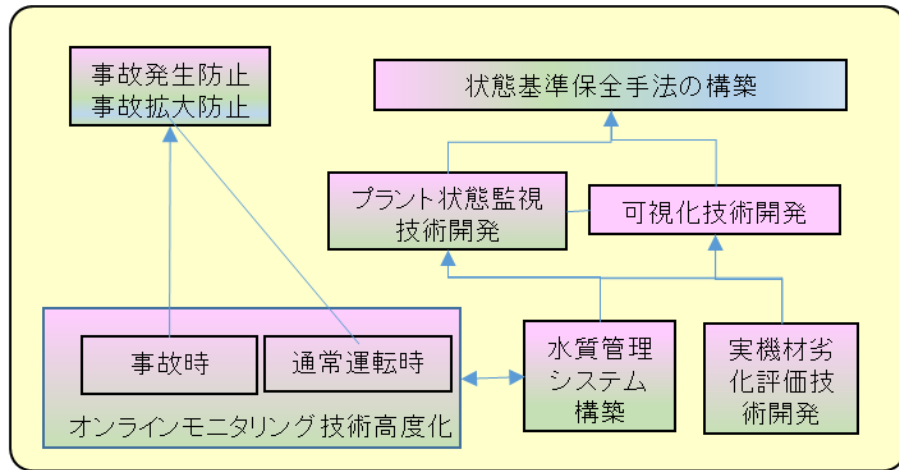 事故発生防止
事故拡大防止
状態基準保全手法の構築
プラント状態監視
技術開発
可視化技術開発
事故時
通常運転時
オンラインモニタリング技術高度化
水質管理
システム
構築
実機材劣
化評価技
術開発